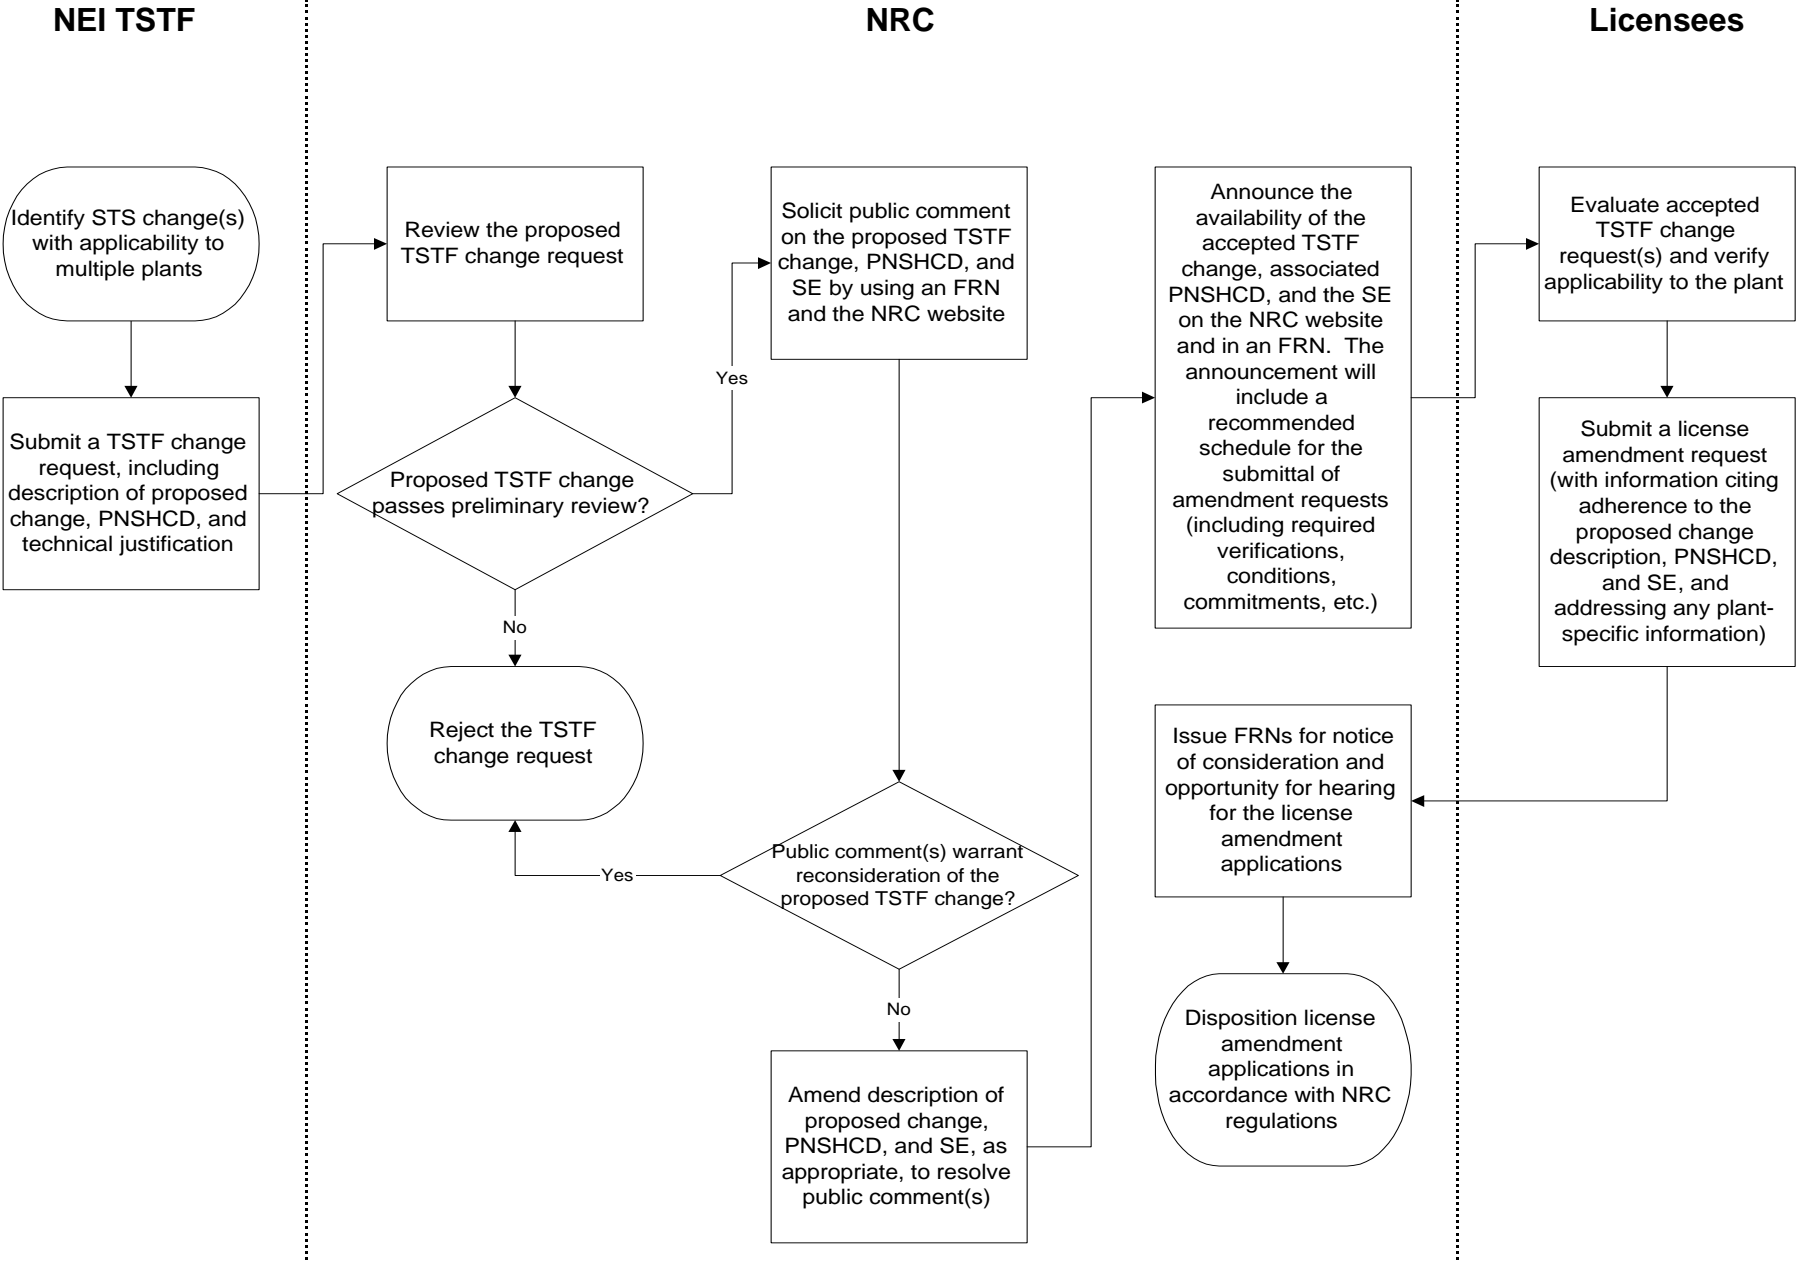 NEI TSTF
NRC
Licensees
Identify STS change(s)
with applicability to
multiple plants
Submit a TSTF change
request, including
description of proposed
change, PNSHCD, and
technical justification
Review the proposed
TSTF change request
Proposed TSTF change
passes preliminary review?
Yes
No
Reject the TSTF
change request
Solicit public comment
on the proposed TSTF
change, PNSHCD, and
SE by using an FRN
and the NRC website
Public comment(s) warrant
reconsideration of the
proposed TSTF change?
Yes
No
Amend description of
proposed change,
PNSHCD, and SE, as
appropriate, to resolve
public comment(s)
Announce the
availability of the
accepted TSTF
change, associated
PNSHCD, and the SE
on the NRC website
and in an FRN.  The
announcement will
include a
recommended
schedule for the
submittal of
amendment requests
(including required
verifications,
conditions,
commitments, etc.)
Evaluate accepted
TSTF change
request(s) and verify
applicability to the plant
Submit a license
amendment request
(with information citing
adherence to the
proposed change
description, PNSHCD,
and SE, and
addressing any plant-
specific information)
Issue FRNs for notice
of consideration and
opportunity for hearing
for the license
amendment
applications
Disposition license
amendment
applications in
accordance with NRC
regulations